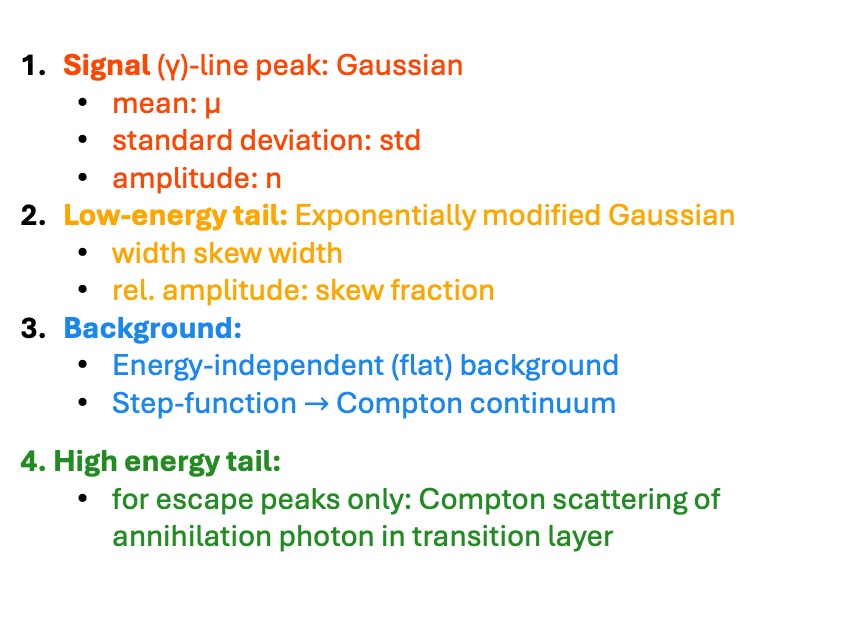 1. Signal (γ)-line peak: Gaussian
• mean: μ
• standard deviation: std
• amplitude: n
2. Low-energy tail: Exponentially modified Gaussian
• width skew width
• rel. amplitude: skew fraction
3. Background:
• Energy-independent (flat) background
• Step-function → Compton continuum
4. High energy tail:
• for escape peaks only: Compton scattering of
annihilation photon in transition layer